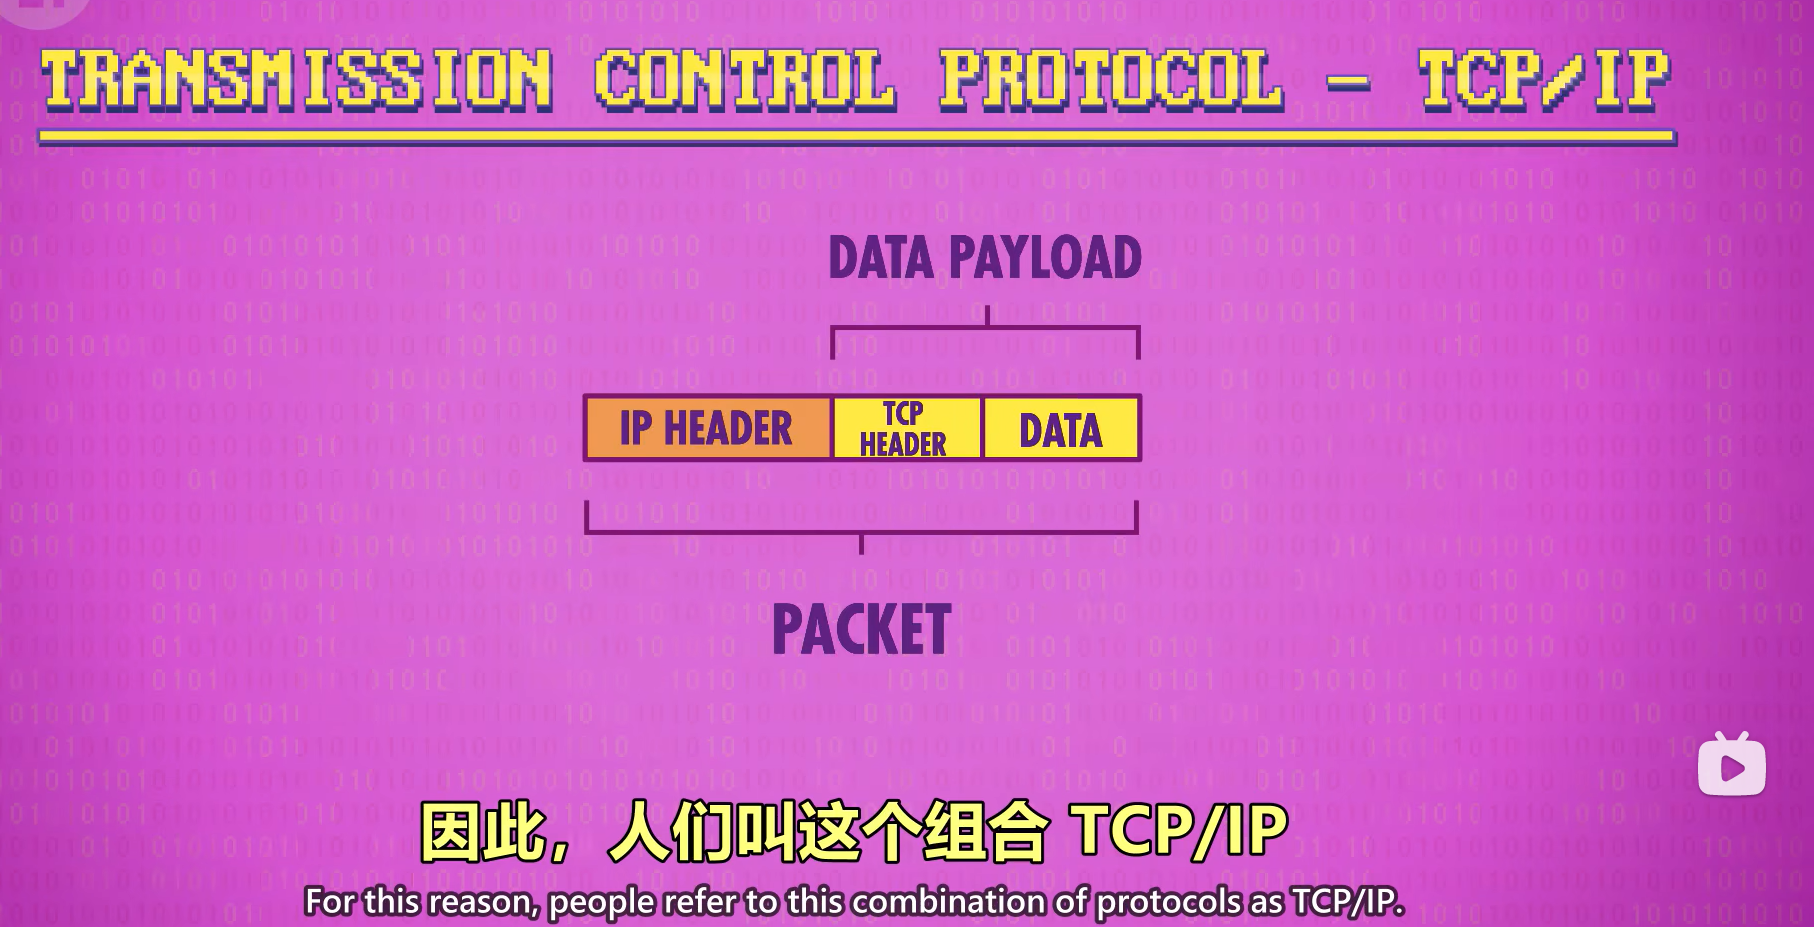 TRANSMISSION CONTROL PROTOCOL - TCP/IP
DATA PAYLOAD
IP HEADER
TCP
HEADER
DATA
PACKET
因此，人们叫这个组合 TCP/IP
For this reason, people refer to this combination of protocols as TCP/IP.